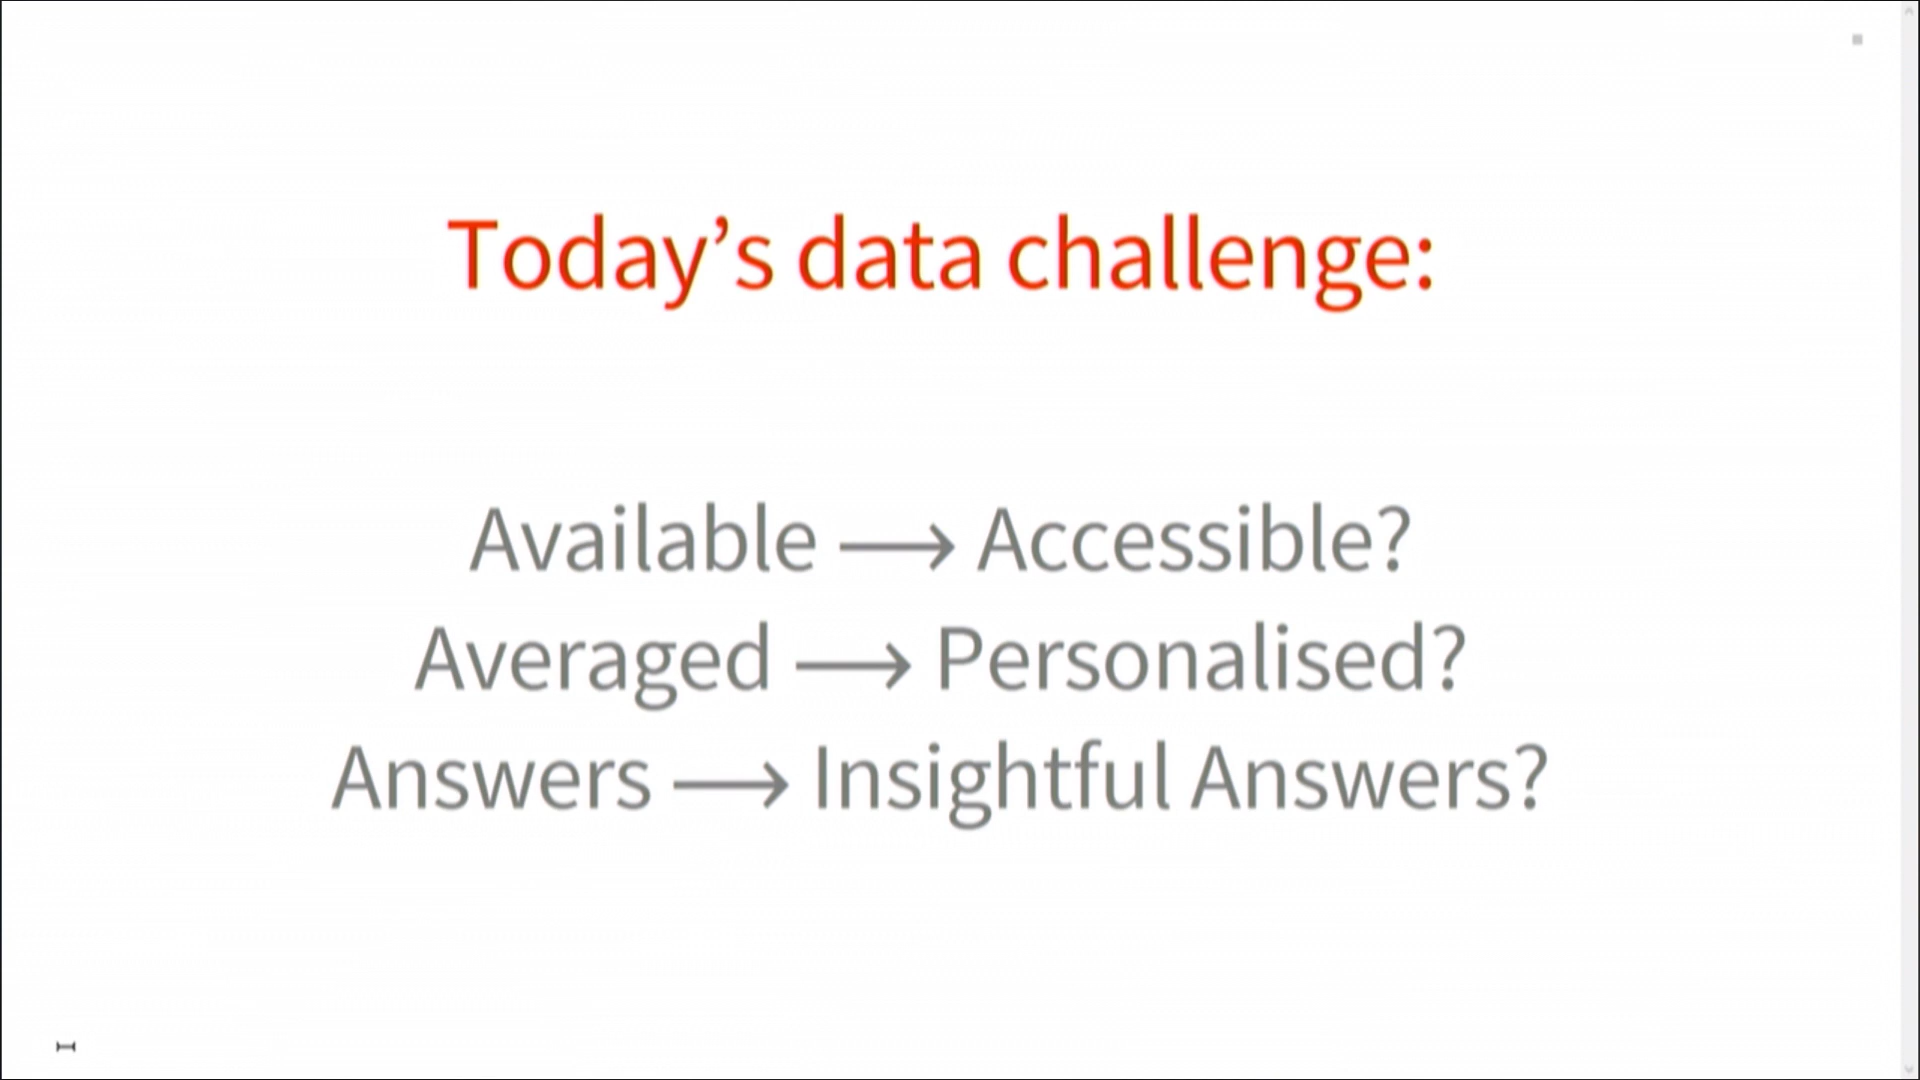 Today’s data challenge:
Available ⟶ Accessible?
Averaged ⟶ Personalised?
Answers ⟶ Insightful Answers?